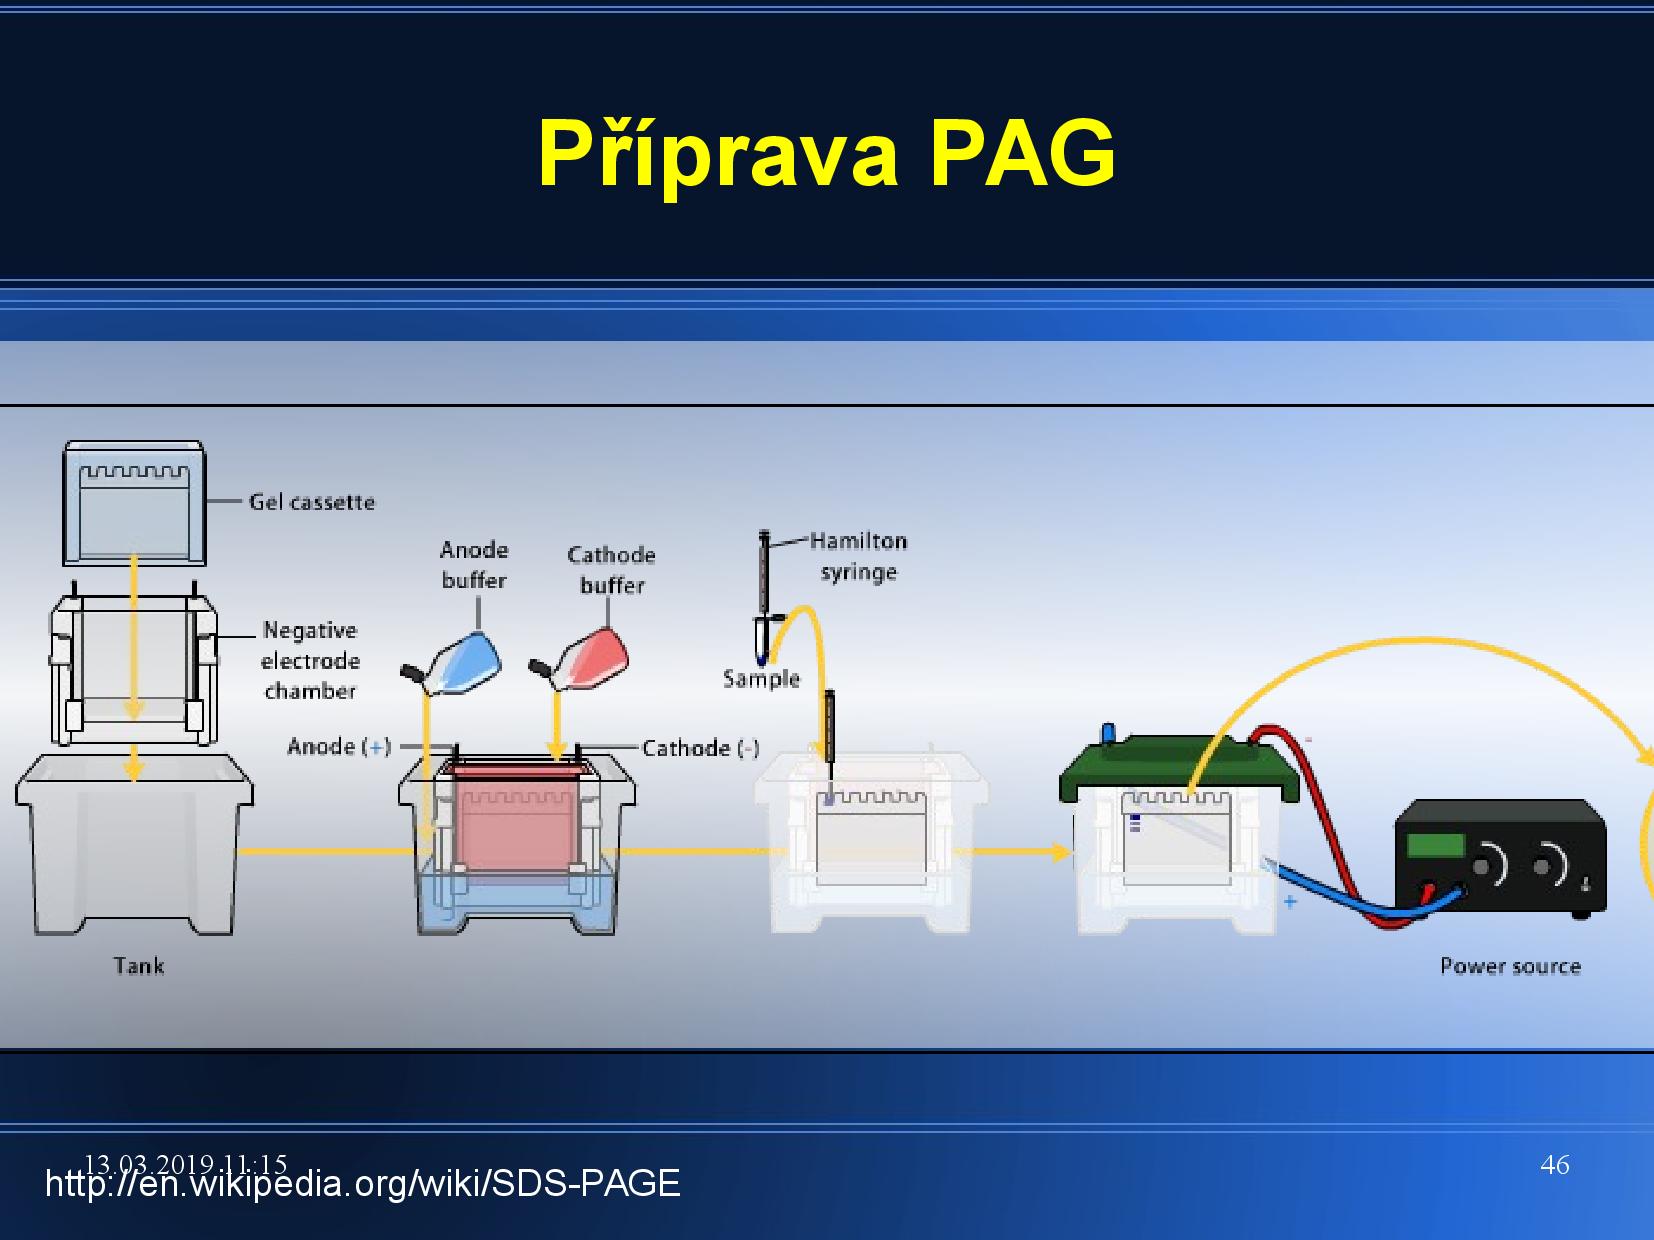 Příprava PAG
Gel cassette
Anode
buffer
Cathode
buffer
Hamilton
syringe
Negative
electrode
chamber
Sample
Anode (+)
Cathode (-)
-
+
Tank
Power source
13.03.2019 11:15
46
http://en.wikipedia.org/wiki/SDS-PAGE